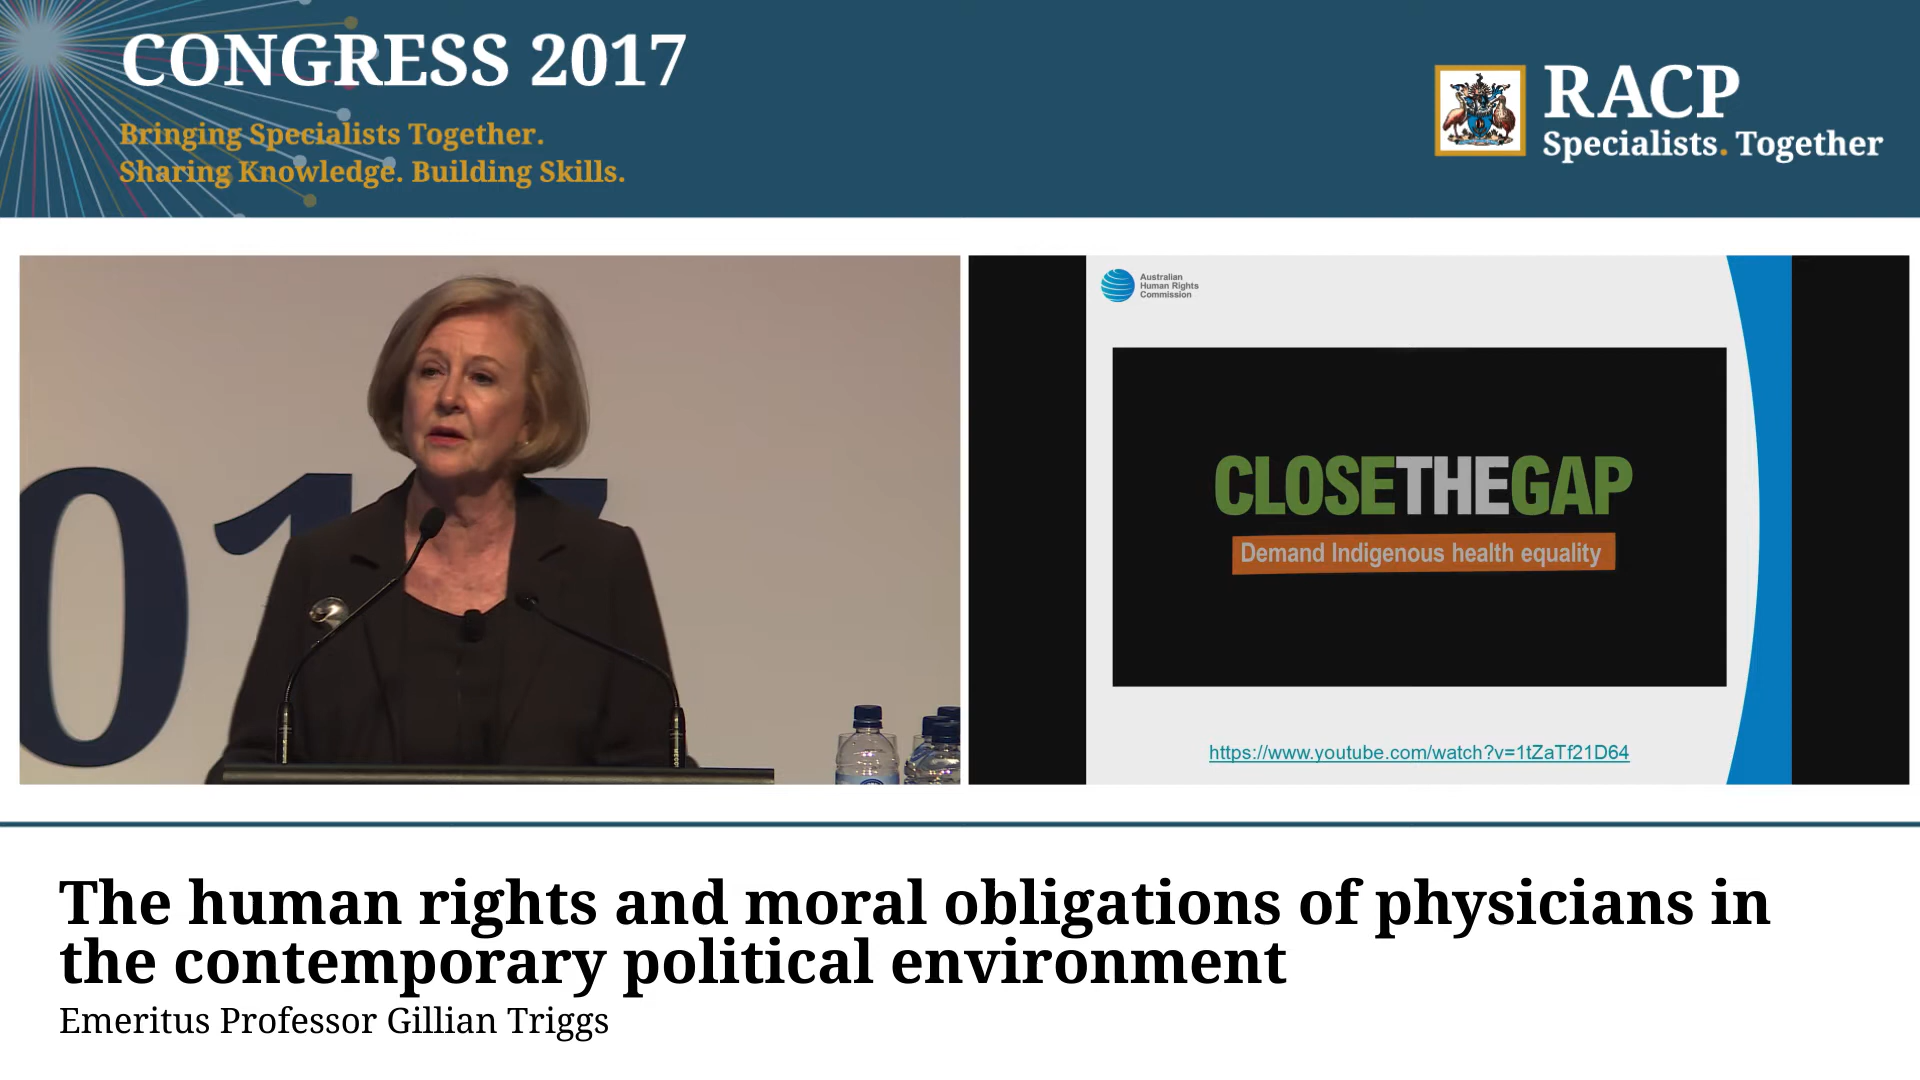 CONGRESS 2017
Bringing Specialists Together.
Sharing Knowledge. Building Skills.
RACP
Specialists. Together
017
Australian
Human Rights
Commission
CLOSETHEGAP
Demand Indigenous health equality
https://www.youtube.com/watch?v=1tZaTf21D64
The human rights and moral obligations of physicians in
the contemporary political environment
Emeritus Professor Gillian Triggs